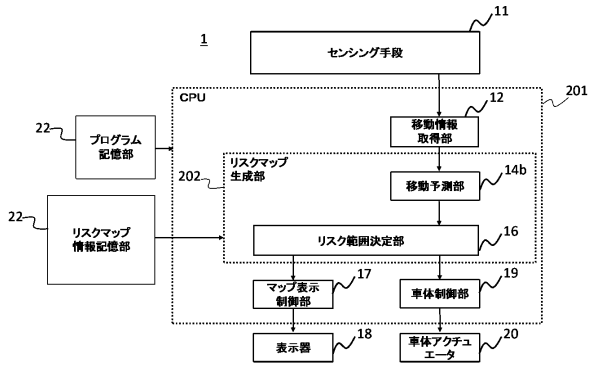 11
1
センシング手段
CPU
201
22
プログラム
記憶部
12
移動情報
取得部
リスクマップ
生成部
202
14b
移動予測部
22
リスクマップ
情報記憶部
16
リスク範囲決定部
17
マップ表示
制御部
19
車体制御部
18
表示器
20
車体アクチュ
エータ